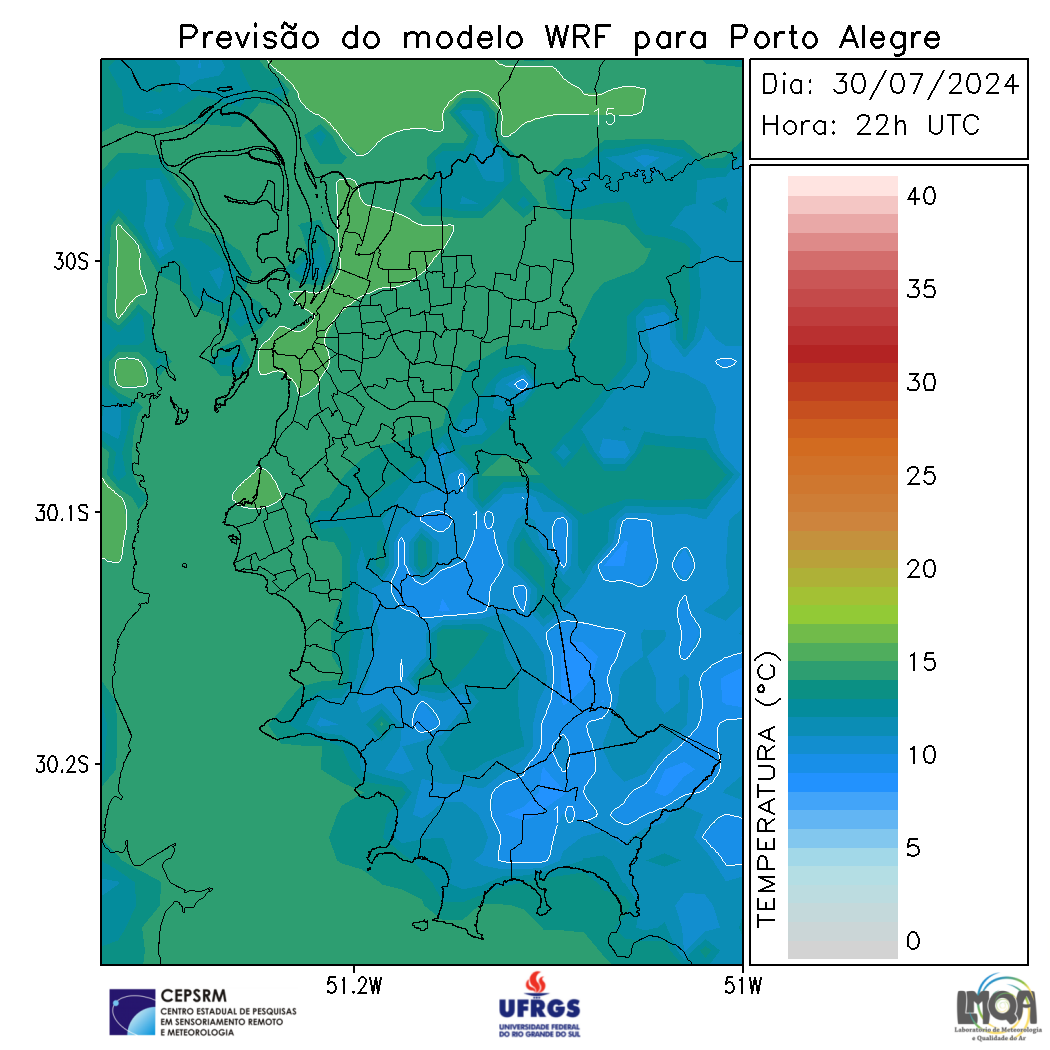 Previsão do modelo WRF para Porto Alegre
Dia: 30/07/2024
Hora: 22h UTC
15
10
0
10
30S
30.1S
30.2S
51.2W
51W
TEMPERATURA (°C)
40
35
30
25
20
15
10
5
0
CEPSRM
CENTRO ESTADUAL DE PESQUISAS
EM SENSORIAMENTO REMOTO
E METEOROLOGIA
UFRGS
UNIVERSIDADE FEDERAL
DO RIO GRANDE DO SUL
LMQA
Laboratório de Meteorologia
e Qualidade do Ar